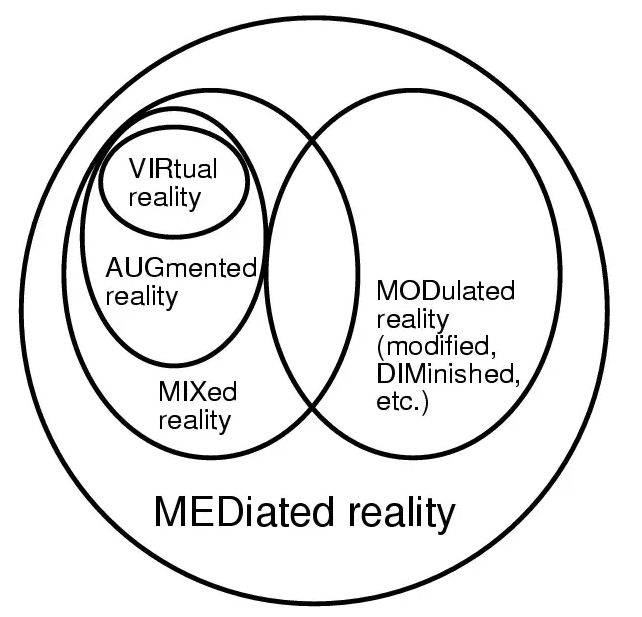 VIRtual
reality
AUGmented
reality
MIXed
reality
MODulated
reality
(modified,
DIMinished,
etc.)
MEDiated reality